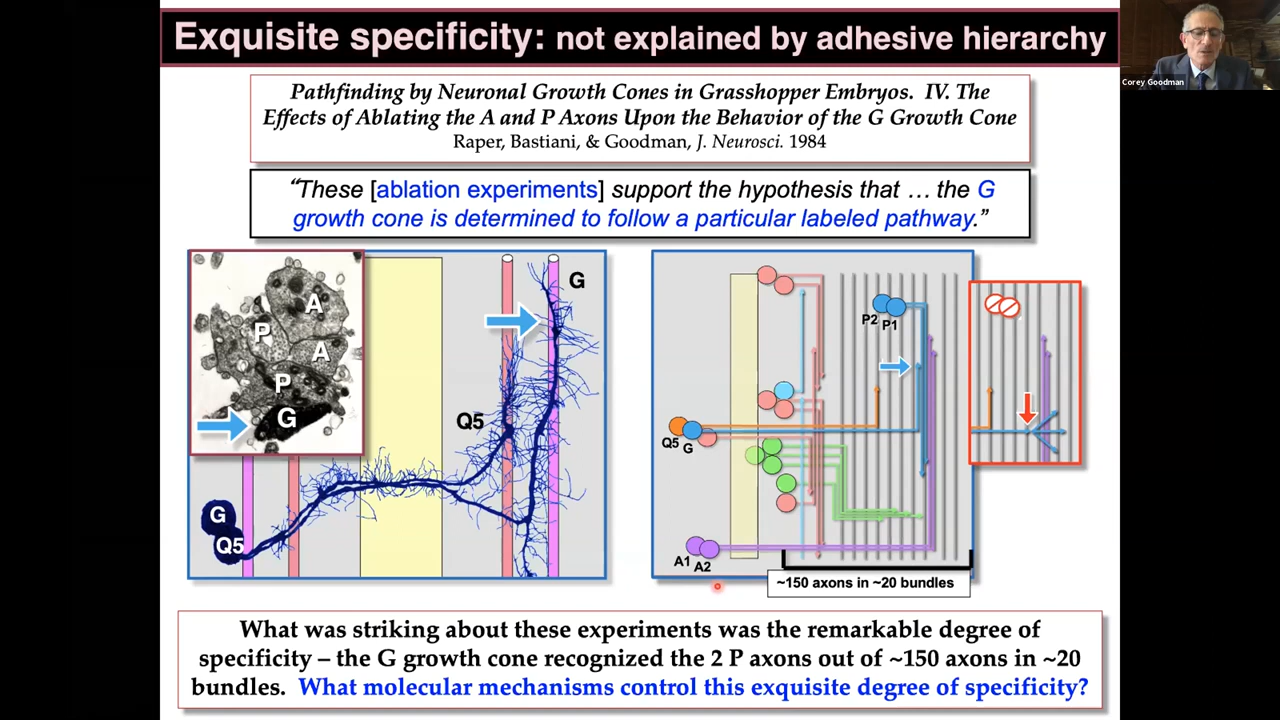 Exquisite specificity: not explained by adhesive hierarchy
Corey Goodman
Pathfinding by Neuronal Growth Cones in Grasshopper Embryos. IV. The
Effects of Ablating the A and P Axons Upon the Behavior of the G Growth Cone
Raper, Bastiani, & Goodman, J. Neurosci. 1984
“These [ablation experiments] support the hypothesis that … the G
growth cone is determined to follow a particular labeled pathway.”
A
P
A
P
G
G
Q5
G
Q5
P2 P1
Q5 G
A1 A2
~150 axons in ~20 bundles
What was striking about these experiments was the remarkable degree of
specificity – the G growth cone recognized the 2 P axons out of ~150 axons in ~20
bundles. What molecular mechanisms control this exquisite degree of specificity?